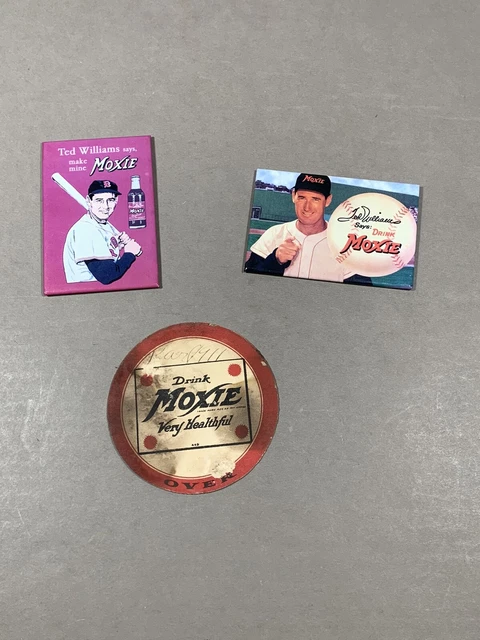 Ted Williams says,
make
mine MOXIE
B
MOXIE
MOXIE
Ted Williams
Says: DRINK
MOXIE
Drink
MOXIE
Very Healthful
OVER